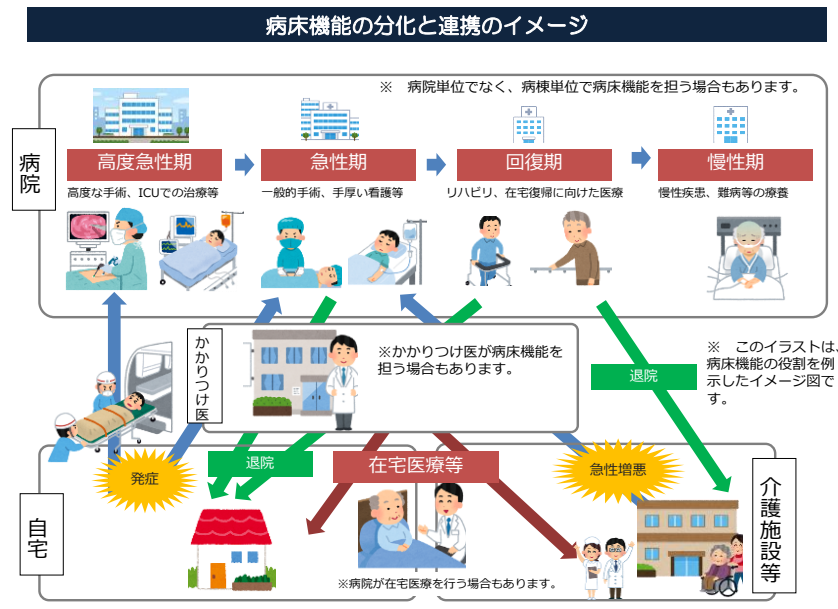 病床機能の分化と連携のイメージ
※　病院単位でなく、病棟単位で病床機能を担う場合もあります。
病院
高度急性期
急性期
回復期
慢性期
高度な手術、ICUでの治療等
一般的手術、手厚い看護等
リハビリ、在宅復帰に向けた医療
慢性疾患、難病等の療養
かかりつけ医
※かかりつけ医が病床機能を
担う場合もあります。
※　このイラストは、
病床機能の役割を例
示したイメージ図で
す。
退院
発症
退院
在宅医療等
急性増悪
自宅
介護施設等
※病院が在宅医療を行う場合もあります。